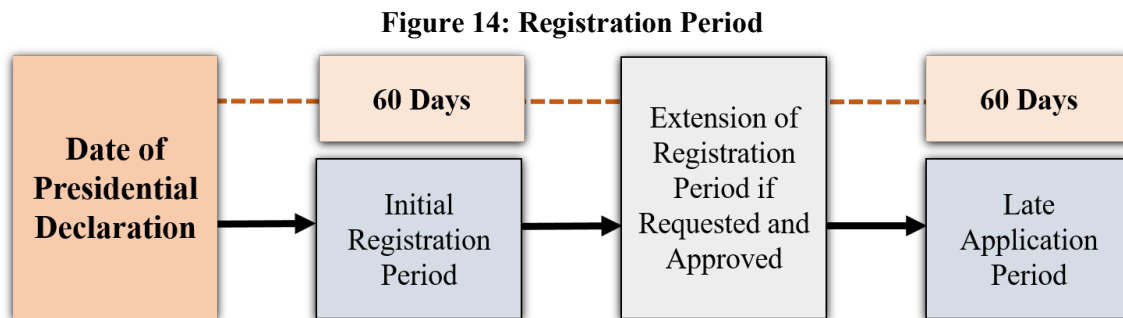 Figure 14: Registration Period
Date of
Presidential
Declaration
60 Days
Initial
Registration
Period
Extension of
Registration
Period if
Requested and
Approved
60 Days
Late
Application
Period